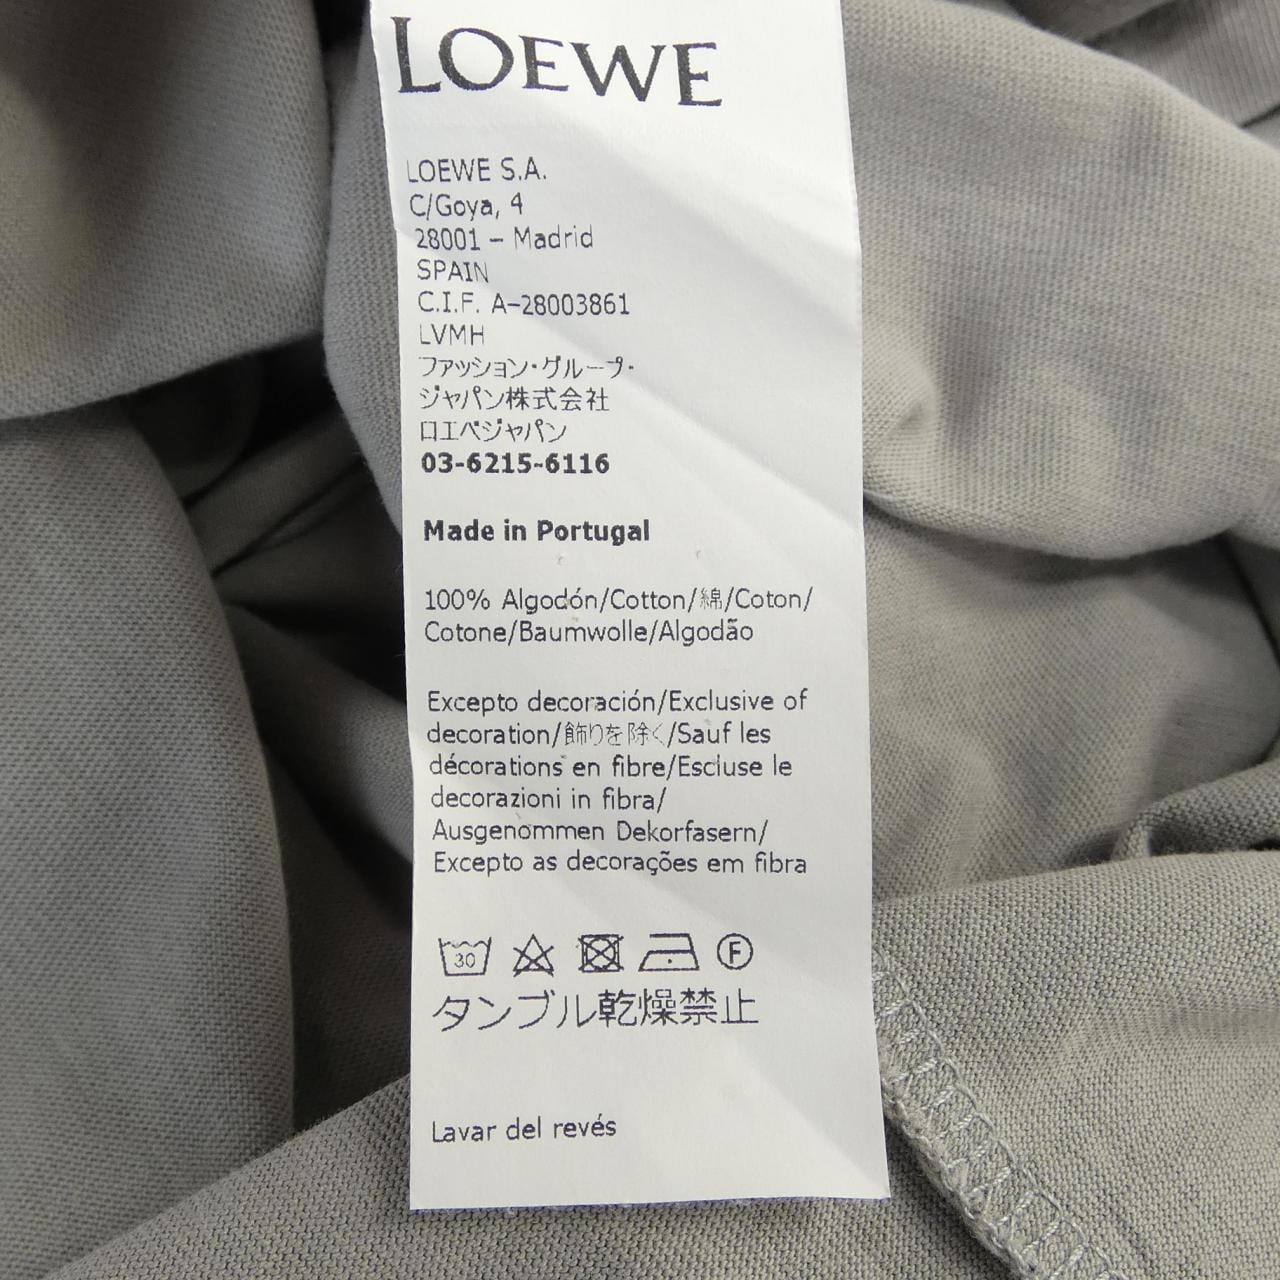 LOEWE
LOEWE S.A.
C/Goya, 4
28001 – Madrid
SPAIN
C.I.F. A-28003861
LVMH
ファッション・グループ・
ジャパン株式会社
ロエベジャパン
03-6215-6116
Made in Portugal
100% Algodón/Cotton/綿/Coton/
Cotone/Baumwolle/Algodão
Excepto decoración/Exclusive of
decoration/飾りを除く/Sauf les
décorations en fibre/Escluse le
decorazioni in fibra/
Ausgenommen Dekorfasern/
Excepto as decorações em fibra
30 F
タンブル乾燥禁止
Lavar del revés